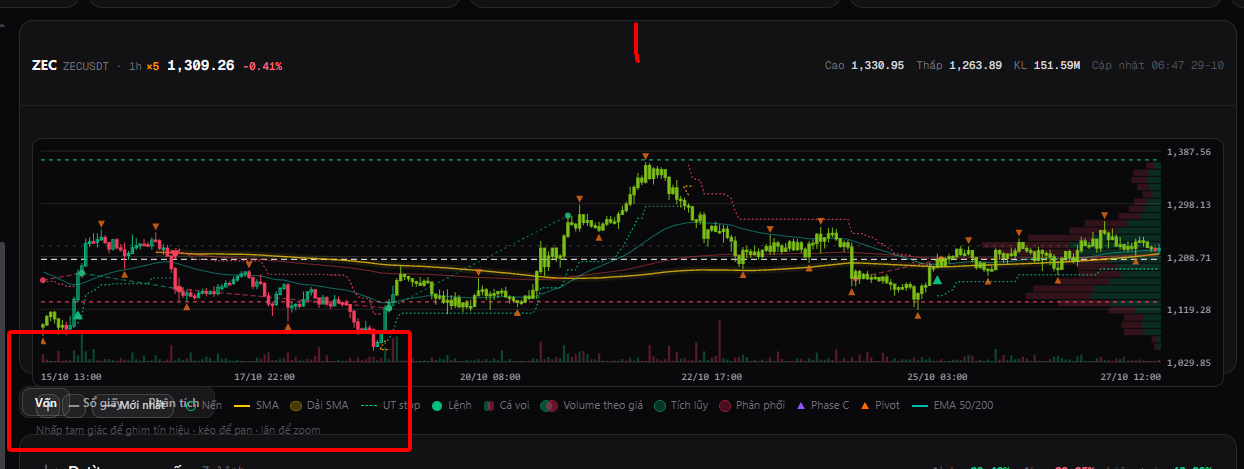 ZEC ZECUSDT · 1h ×5 1,309.26 -0.41%
Cao 1,330.95 Thấp 1,263.89 KL 151.59M Cập nhật 06:47 29-10
1,387.56
1,298.13
1,208.71
1,119.28
1,029.85
15/10 13:00 17/10 22:00 20/10 08:00 22/10 17:00 25/10 03:00 27/10 12:00
Vấn + − Sổ giấy Mới nhất Phân tích Nến SMA Dải SMA UT stop Lệnh Cá voi Volume theo giá Tích lũy Phân phối Phase C Pivot EMA 50/200
Nhấp tam giác để ghim tín hiệu · kéo để pan · lăn để zoom